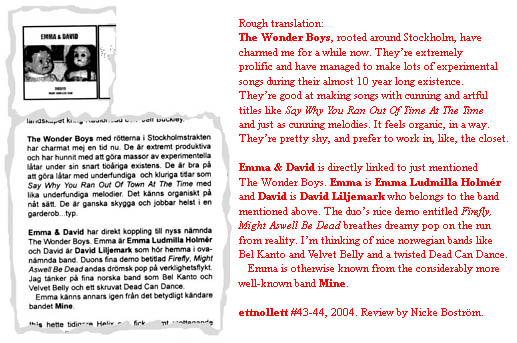 EMMA & DAVID
landskapet kring Buckley.
The Wonder Boys med rötterna i Stockholmstrakten
har charmat mej en tid nu. De är extremt produktiva
och har hunnit med att göra massor av experimentella
låtar under sin snart tioåriga existens. De är bra på
att göra låtar med underfundiga och kluriga titlar som
Say Why You Ran Out Of Town At The Time med
lika underfundiga melodier. Det känns organiskt på
nåt sätt. De är ganska skygga och jobbar helst i en
garderob...typ.
Emma & David har direkt koppling till nyss nämnda
The Wonder Boys. Emma är Emma Ludmilla Holmér
och David är David Liljemark som hör hemma i ova-
nämnda band. Duons fina demo betitlad Firefly, Might
Aswell Be Dead andas drömsk pop på verklighetsflykt.
Jag tänker på fina norska band som Bel Kanto och
Velvet Belly och ett skruvat Dead Can Dance.
Emma känns annars igen från det betydligt kändare
bandet Mine.
hette tidigare Helix
Rough translation:
The Wonder Boys, rooted around Stockholm, have
charmed me for a while now. They're extremely
prolific and have managed to make lots of experimental
songs during their almost 10 year long existence.
They're good at making songs with cunning and artful
titles like Say Why You Ran Out Of Time At The Time
and just as cunning melodies. It feels organic, in a way.
They're pretty shy, and prefer to work in, like, the closet.
Emma & David is directly linked to just mentioned
The Wonder Boys. Emma is Emma Ludmilla Holmér
and David is David Liljemark who belongs to the band
mentioned above. The duo's nice demo entitled Firefly,
Might Aswell Be Dead breathes dreamy pop on the run
from reality. I'm thinking of nice norwegian bands like
Bel Kanto and Velvet Belly and a twisted Dead Can Dance.
Emma is otherwise known from the considerably more
well-known band Mine.
ettnollett #43-44, 2004. Review by Nicke Boström.